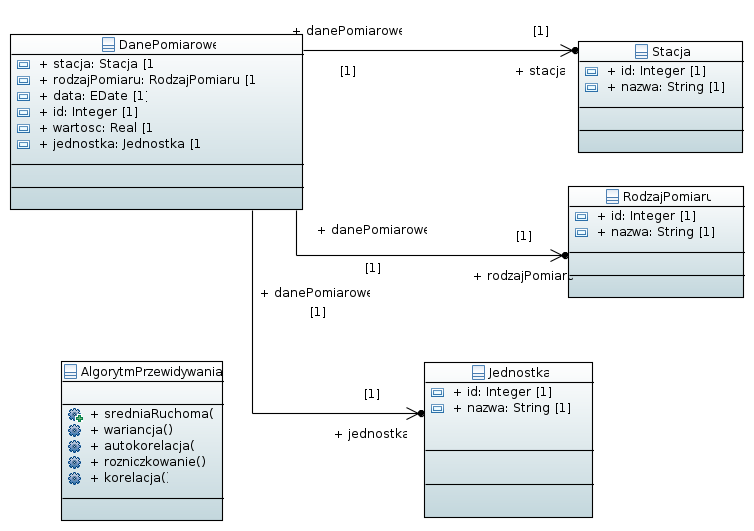 DanePomiarowe
+ stacja: Stacja [1
+ rodzajPomiaru: RodzajPomiaru [1
+ data: EDate [1]
+ id: Integer [1]
+ wartosc: Real [1
+ jednostka: Jednostka [1
+ danePomiarowe
[1]
[1]
+ stacja
Stacja
+ id: Integer [1]
+ nazwa: String [1]
RodzajPomiaru
+ id: Integer [1]
+ nazwa: String [1]
+ danePomiarowe
[1]
[1]
+ rodzajPomiaru
+ danePomiarowe
[1]
AlgorytmPrzewidywania
+ sredniaRuchoma(
+ wariancja()
+ autokorelacja(
+ rozniczkowanie()
+ korelacja()
[1]
+ jednostka
Jednostka
+ id: Integer [1]
+ nazwa: String [1]